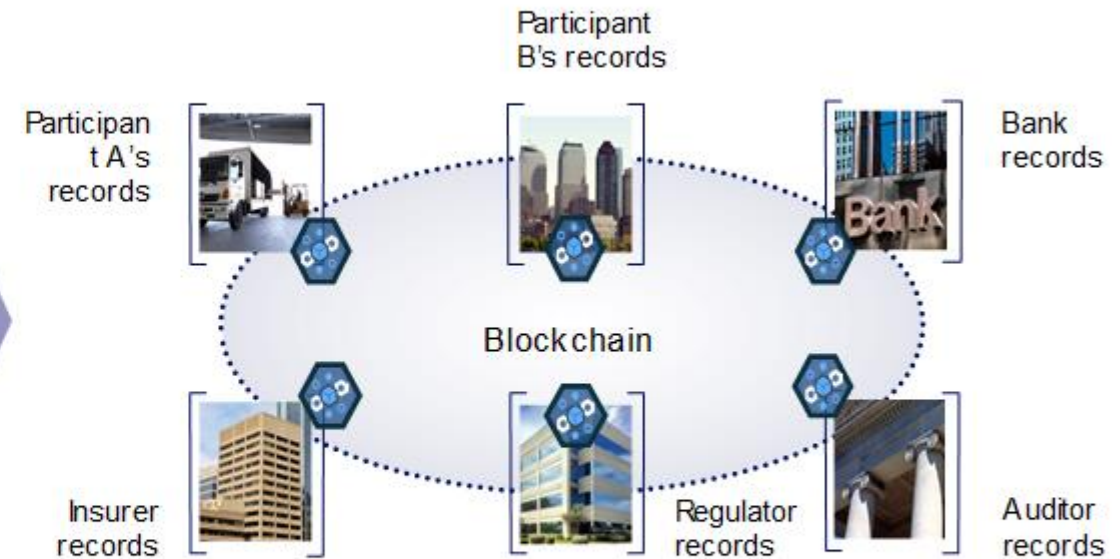 Participant
B's records
Participan
t A's
records
Bank
records
Bank
Blockchain
Insurer
records
Regulator
records
Auditor
records